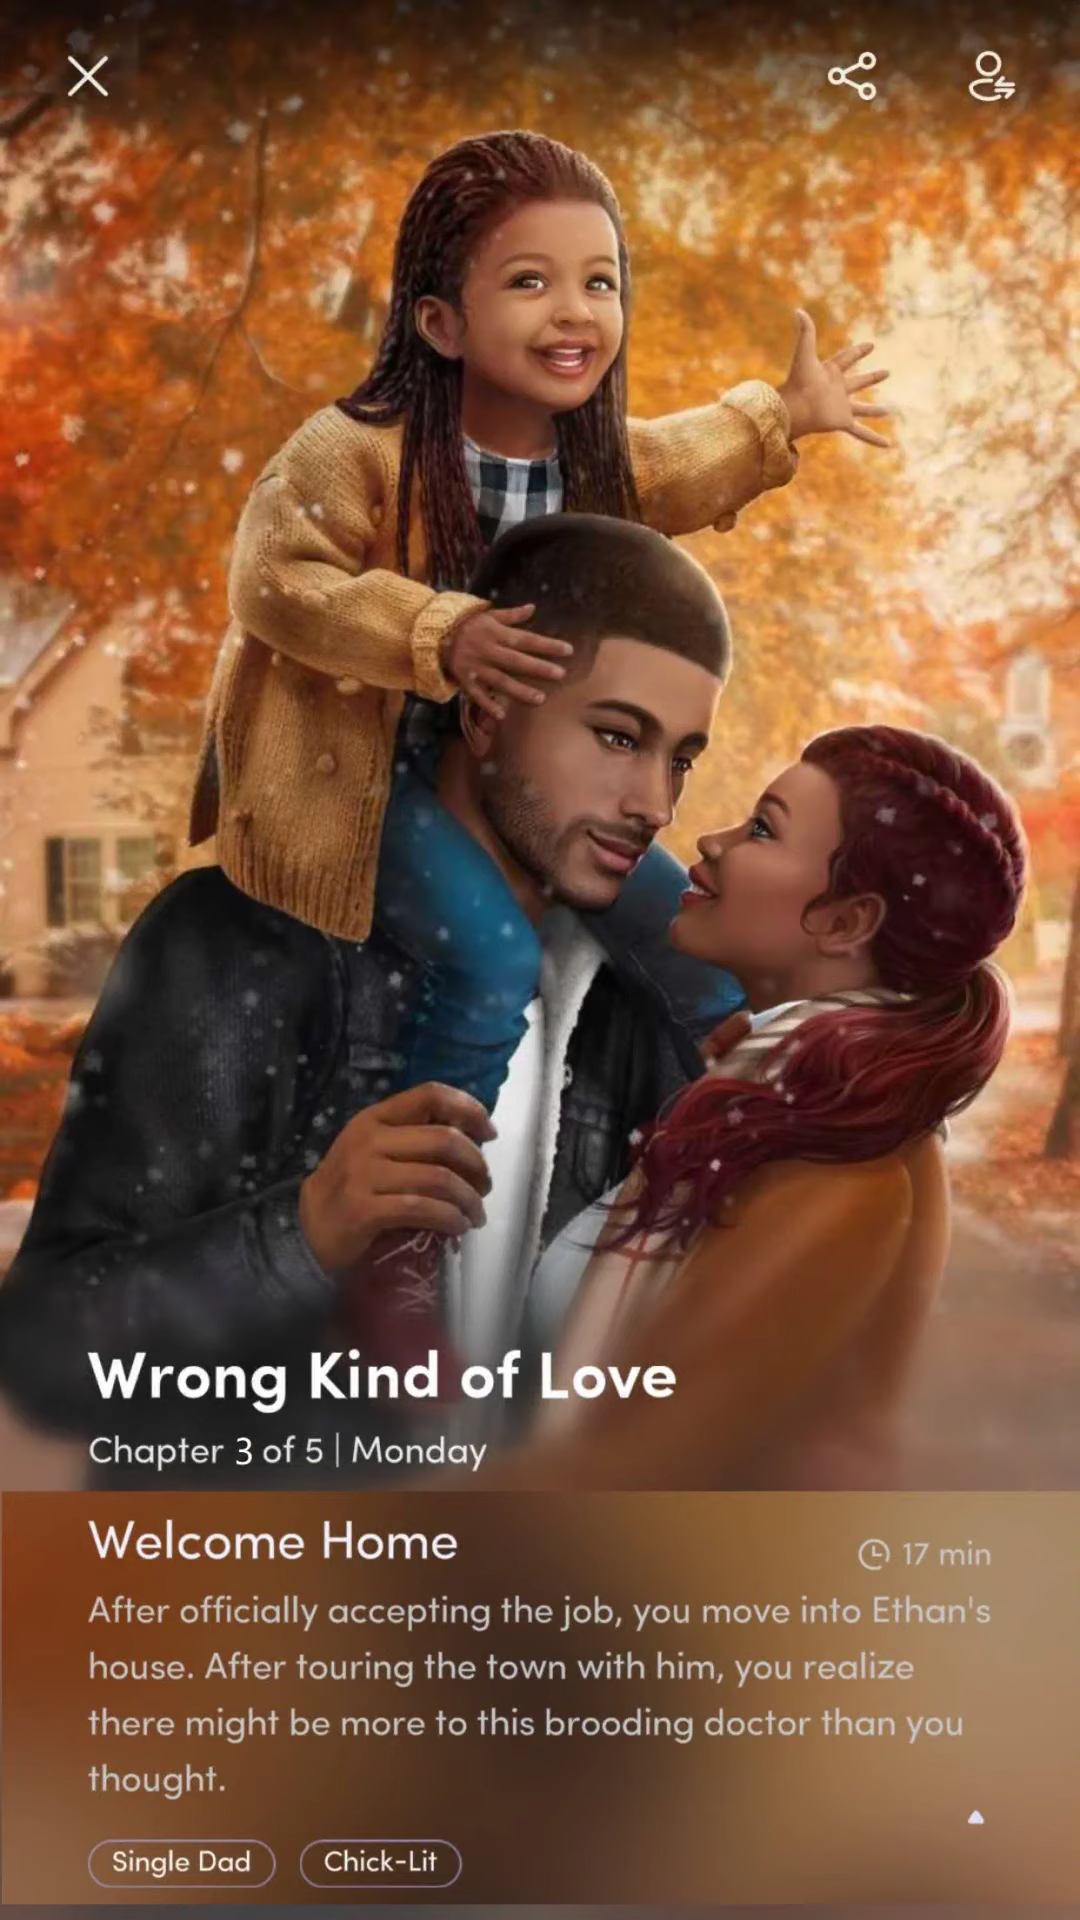 Wrong Kind of Love
Chapter 3 of 5 | Monday
Welcome Home
17 min
After officially accepting the job, you move into Ethan's
house. After touring the town with him, you realize
there might be more to this brooding doctor than you
thought.
Single Dad
Chick-Lit